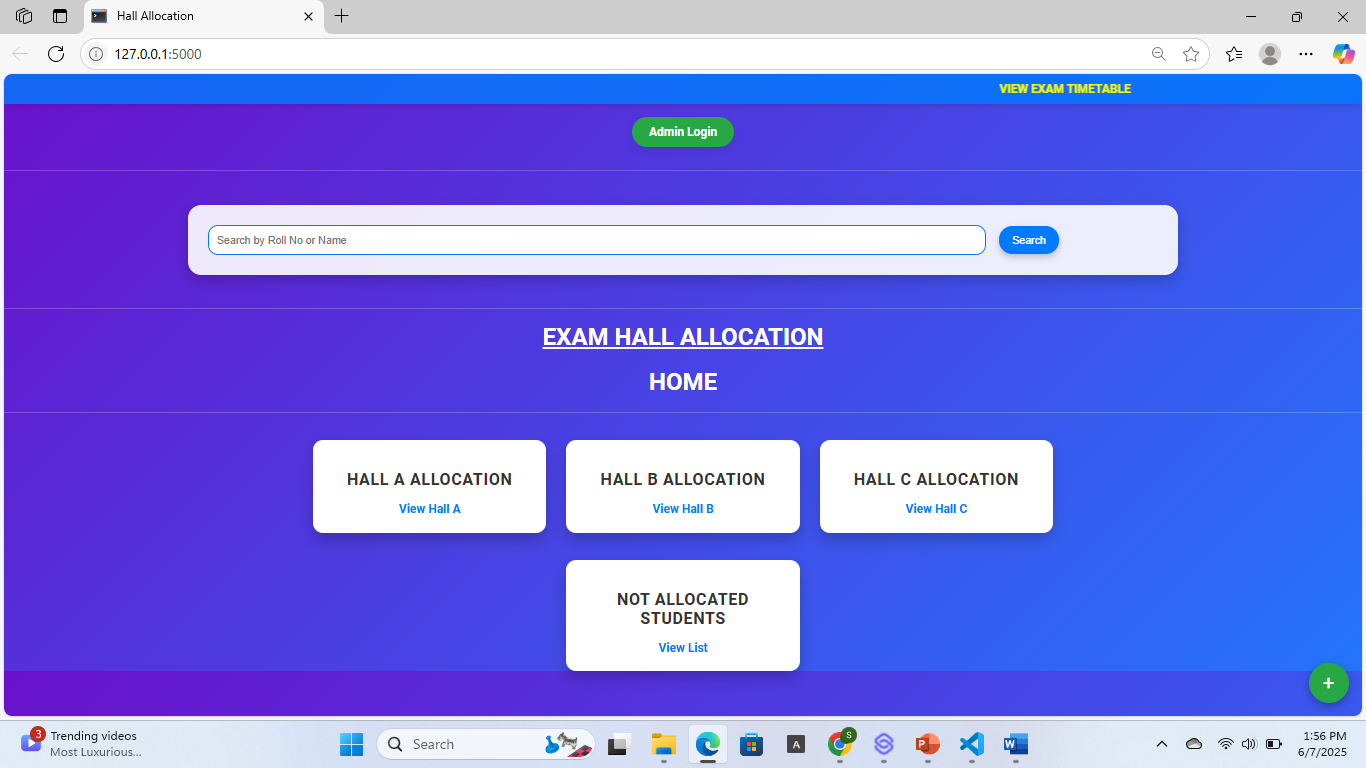 Hall Allocation
127.0.0.1:5000
VIEW EXAM TIMETABLE
Admin Login
Search by Roll No or Name
Search
EXAM HALL ALLOCATION
HOME
HALL A ALLOCATION
View Hall A
HALL B ALLOCATION
View Hall B
HALL C ALLOCATION
View Hall C
NOT ALLOCATED
STUDENTS
View List
+
3
Trending videos
Most Luxurious...
Search
A
S
P
W
1:56 PM
6/7/2025